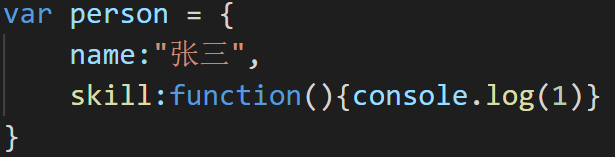 var person = {
    name:"张三",
    skill:function(){console.log(1)}
}